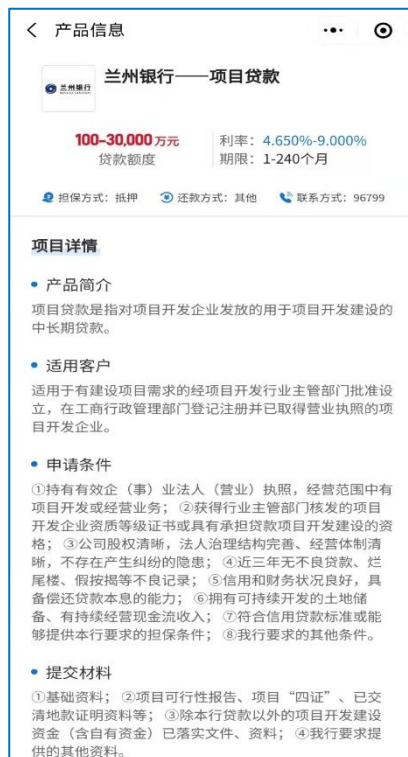 产品信息
兰州银行
兰州银行——项目贷款
100-30,000万元
贷款额度
利率：4.650%-9.000%
期限：1-240个月
担保方式：抵押 还款方式：其他 联系方式：96799
项目详情
产品简介
项目贷款是指对项目开发企业发放的用于项目开发建设的
中长期贷款。
适用客户
适用于有建设项目需求的经项目开发行业主管部门批准设
立，在工商行政管理部门登记注册并已取得营业执照的项
目开发企业。
申请条件
①持有有效企（事）业法人（营业）执照，经营范围中有
项目开发或经营业务；②获得行业主管部门核发的项目
开发企业资质等级证书或具有承担贷款项目开发建设的资
格；③公司股权清晰，法人治理结构完善、经营体制清
晰，不存在产生纠纷的隐患；④近三年无不良贷款、烂
尾楼、假按揭等不良记录；⑤信用和财务状况良好，具
备偿还贷款本息的能力；⑥拥有可持续开发的土地储
备、有持续经营现金流收入；⑦符合信用贷款标准或能
够提供本行要求的担保条件；⑧我行要求的其他条件。
提交材料
①基础资料；②项目可行性报告、项目“四证”、已交
清地款证明资料等；③除本行贷款以外的项目开发建设
资金（含自有资金）已落实文件、资料；④我行要求提
供的其他资料。